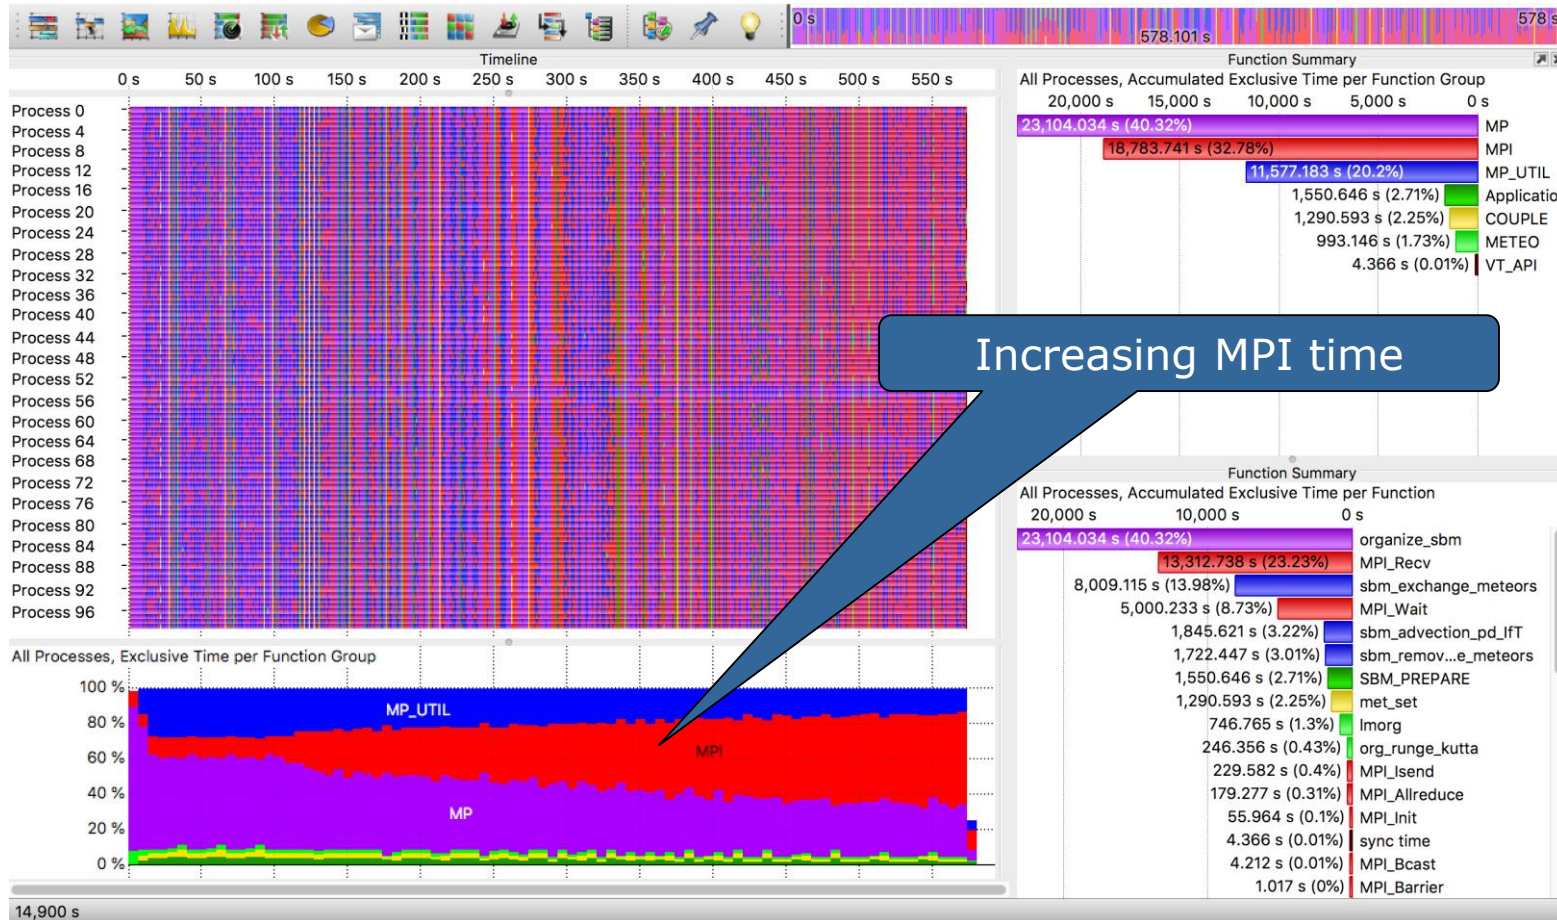 0 s
578.101 s
578 s
Timeline
0 s 50 s 100 s 150 s 200 s 250 s 300 s 350 s 400 s 450 s 500 s 550 s
Process 0
Process 4
Process 8
Process 12
Process 16
Process 20
Process 24
Process 28
Process 32
Process 36
Process 40
Process 44
Process 48
Process 52
Process 56
Process 60
Process 64
Process 68
Process 72
Process 76
Process 80
Process 84
Process 88
Process 92
Process 96
All Processes, Exclusive Time per Function Group
100 %
80 %
60 %
40 %
20 %
0 %
MP_UTIL
MPI
MP
14,900 s
Increasing MPI time
Function Summary
All Processes, Accumulated Exclusive Time per Function Group
20,000 s 15,000 s 10,000 s 5,000 s 0 s
23,104.034 s (40.32%) MP
18,783.741 s (32.78%) MPI
11,577.183 s (20.2%) MP_UTIL
1,550.646 s (2.71%) Applicatio
1,290.593 s (2.25%) COUPLE
993.146 s (1.73%) METEO
4.366 s (0.01%) VT_API
Function Summary
All Processes, Accumulated Exclusive Time per Function
20,000 s 10,000 s 0 s
23,104.034 s (40.32%) organize_sbm
13,312.738 s (23.23%) MPI_Recv
8,009.115 s (13.98%) sbm_exchange_meteors
5,000.233 s (8.73%) MPI_Wait
1,845.621 s (3.22%) sbm_advection_pd_lfT
1,722.447 s (3.01%) sbm_remov...e_meteors
1,550.646 s (2.71%) SBM_PREPARE
1,290.593 s (2.25%) met_set
746.765 s (1.3%) lmorg
246.356 s (0.43%) org_runge_kutta
229.582 s (0.4%) MPI_Isend
179.277 s (0.31%) MPI_Allreduce
55.964 s (0.1%) MPI_Init
4.366 s (0.01%) sync time
4.212 s (0.01%) MPI_Bcast
1.017 s (0%) MPI_Barrier